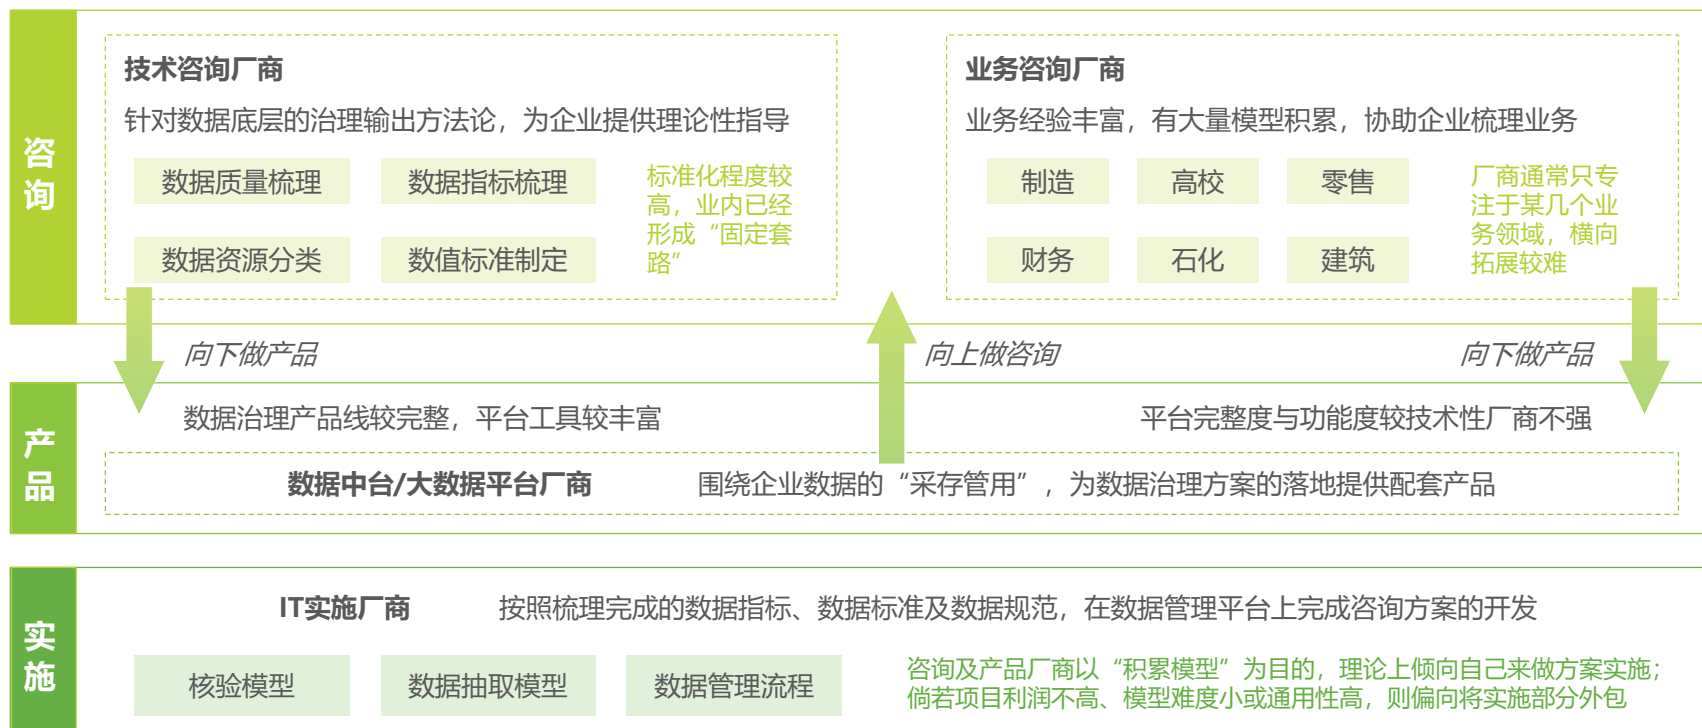 咨询
技术咨询厂商
针对数据底层的治理输出方法论，为企业提供理论性指导
数据质量梳理
数据指标梳理
数据资源分类
数值标准制定
标准化程度较
高，业内已经
形成“固定套
路”
业务咨询厂商
业务经验丰富，有大量模型积累，协助企业梳理业务
制造
高校
零售
财务
石化
建筑
厂商通常只专
注于某几个业
务领域，横向
拓展较难
向下做产品
向上做咨询
向下做产品
产品
数据治理产品线较完整，平台工具较丰富
平台完整度与功能度较技术性厂商不强
数据中台/大数据平台厂商
围绕企业数据的“采存管用”，为数据治理方案的落地提供配套产品
实施
IT实施厂商
按照梳理完成的数据指标、数据标准及数据规范，在数据管理平台上完成咨询方案的开发
核验模型
数据抽取模型
数据管理流程
咨询及产品厂商以“积累模型”为目的，理论上倾向自己来做方案实施；
倘若项目利润不高、模型难度小或通用性高，则偏向将实施部分外包